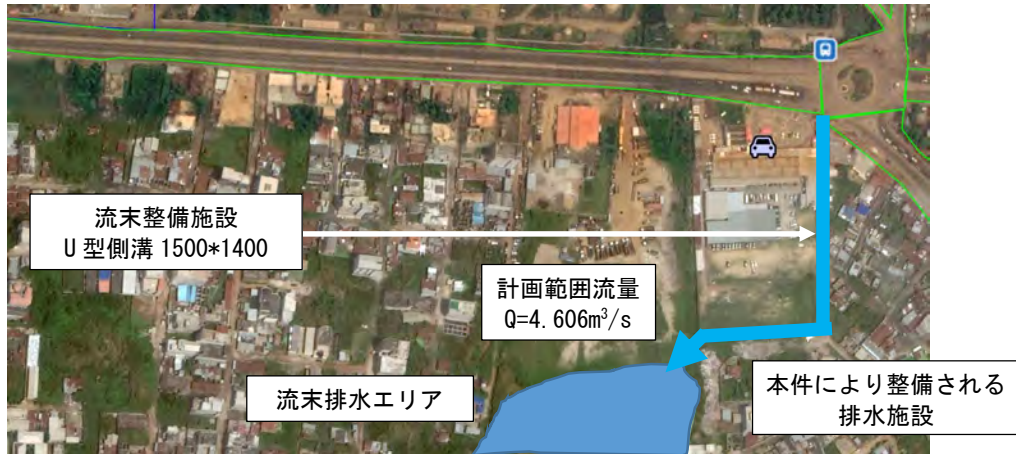 流末整備施設
U 型側溝 1500*1400
計画範囲流量
Q=4.606m³/s
流末排水エリア
本件により整備される
排水施設